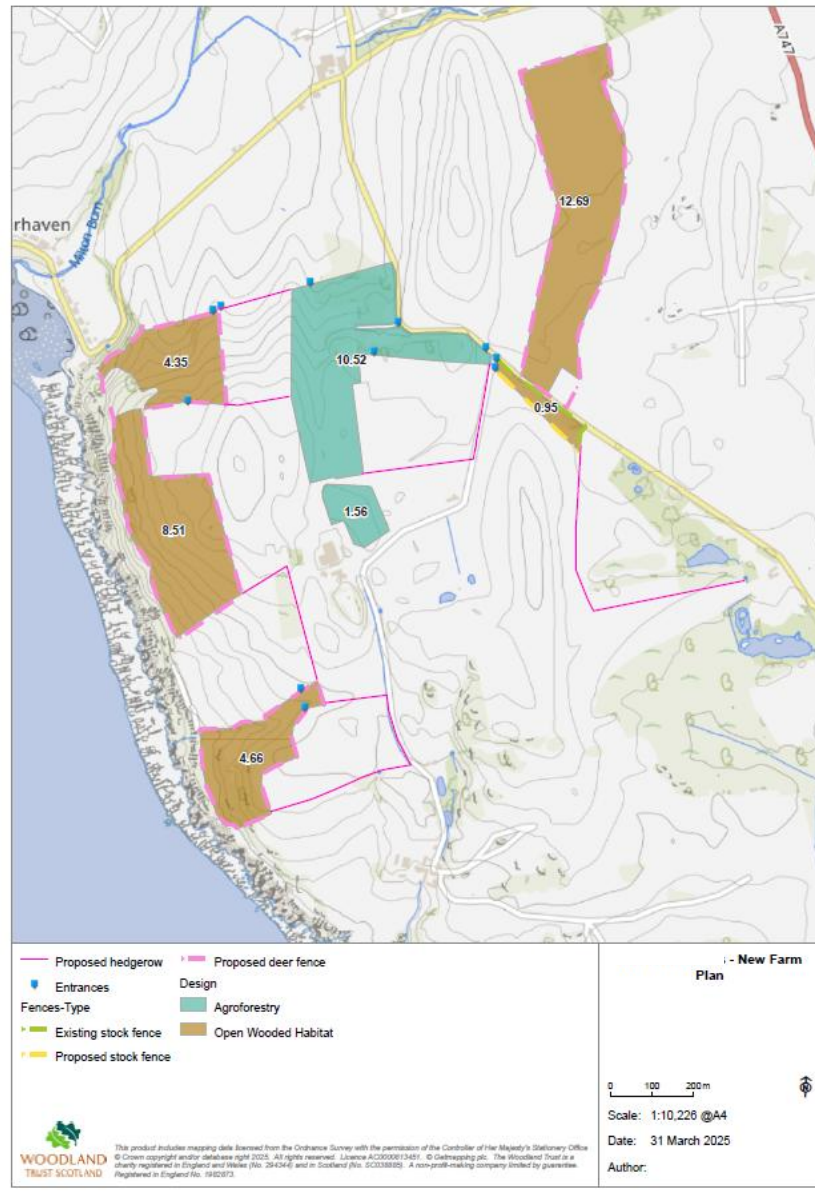 A747
12.69
rhaven
Milton Burn
4.35
10.52
0.95
1.56
8.51
4.66
Proposed hedgerow
Entrances
Fences-Type
Existing stock fence
Proposed stock fence
Proposed deer fence
Design
Agroforestry
Open Wooded Habitat
- New Farm
Plan
0 100 200 m
N
Scale: 1:10,226 @A4
Date: 31 March 2025
Author:
WOODLAND
TRUST SCOTLAND
This product includes mapping data licensed from the Ordnance Survey with the permission of the Controller of Her Majesty's Stationery Office
© Crown copyright and/or database right 2025. All rights reserved. Licence AC0000813451. © Getmapping plc. The Woodland Trust is a
charity registered in England and Wales (No. 294344) and in Scotland (No. SC038885). A non-profit-making company limited by guarantee.
Registered in England No. 1982873.